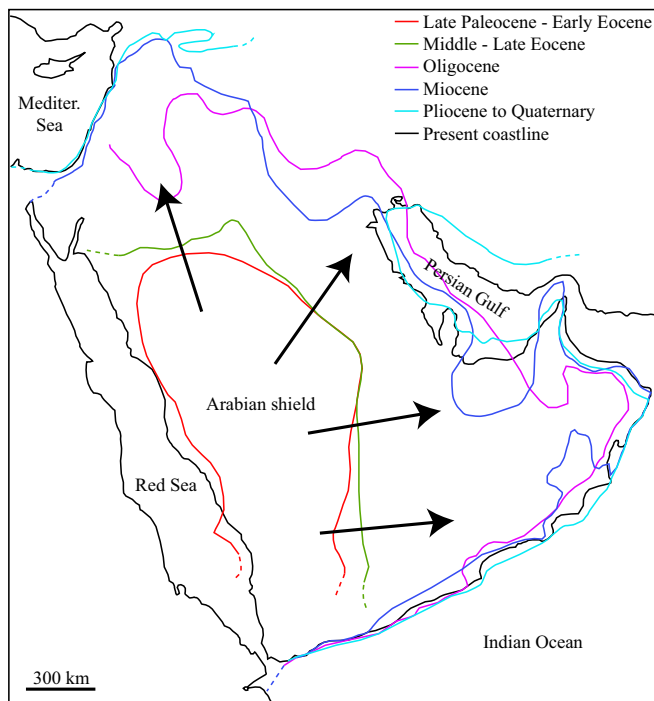 Late Paleocene - Early Eocene
Middle - Late Eocene
Oligocene
Miocene
Pliocene to Quaternary
Present coastline
Mediter.
Sea
Persian Gulf
Arabian shield
Red Sea
Indian Ocean
300 km